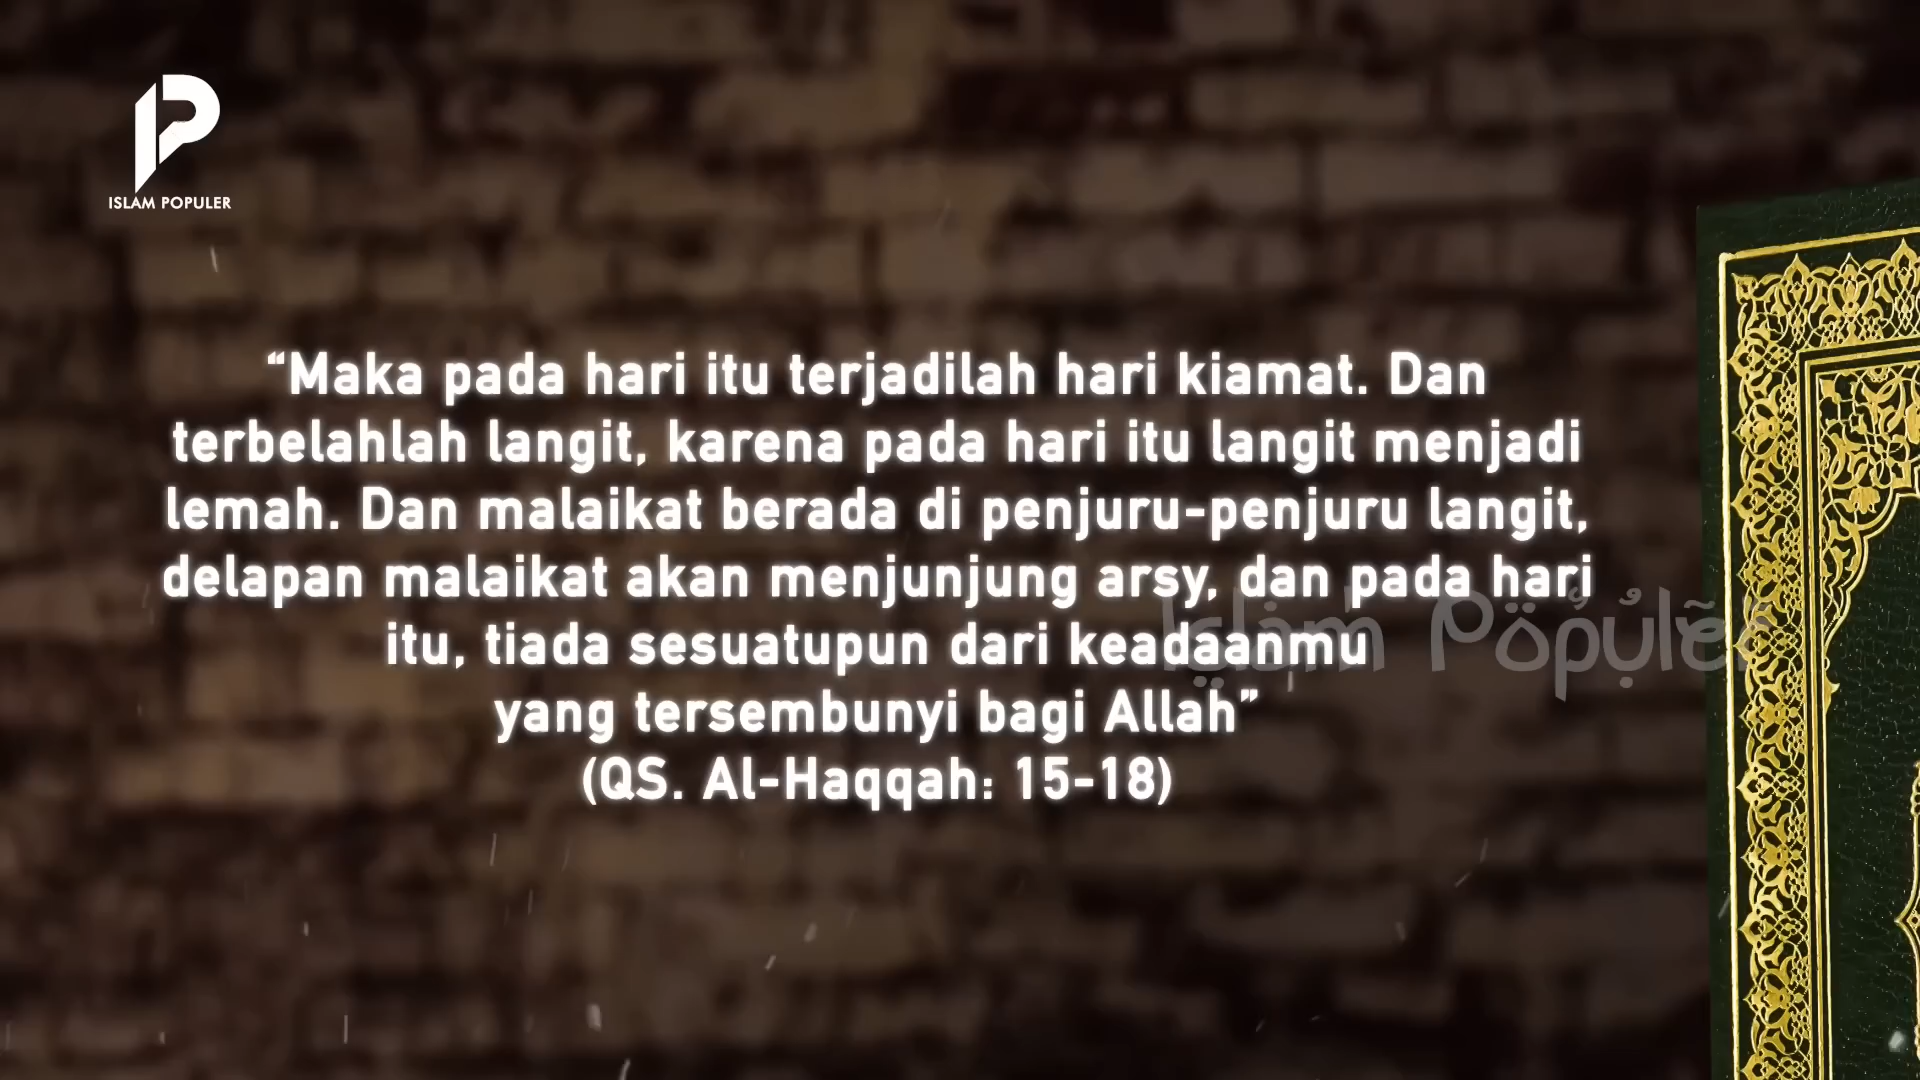 ISLAM POPULER
“Maka pada hari itu terjadilah hari kiamat. Dan
terbelahlah langit, karena pada hari itu langit menjadi
lemah. Dan malaikat berada di penjuru-penjuru langit,
delapan malaikat akan menjunjung arsy, dan pada hari
itu, tiada sesuatupun dari keadaanmu
yang tersembunyi bagi Allah”
(QS. Al-Haqqah: 15-18)
Islam Populer